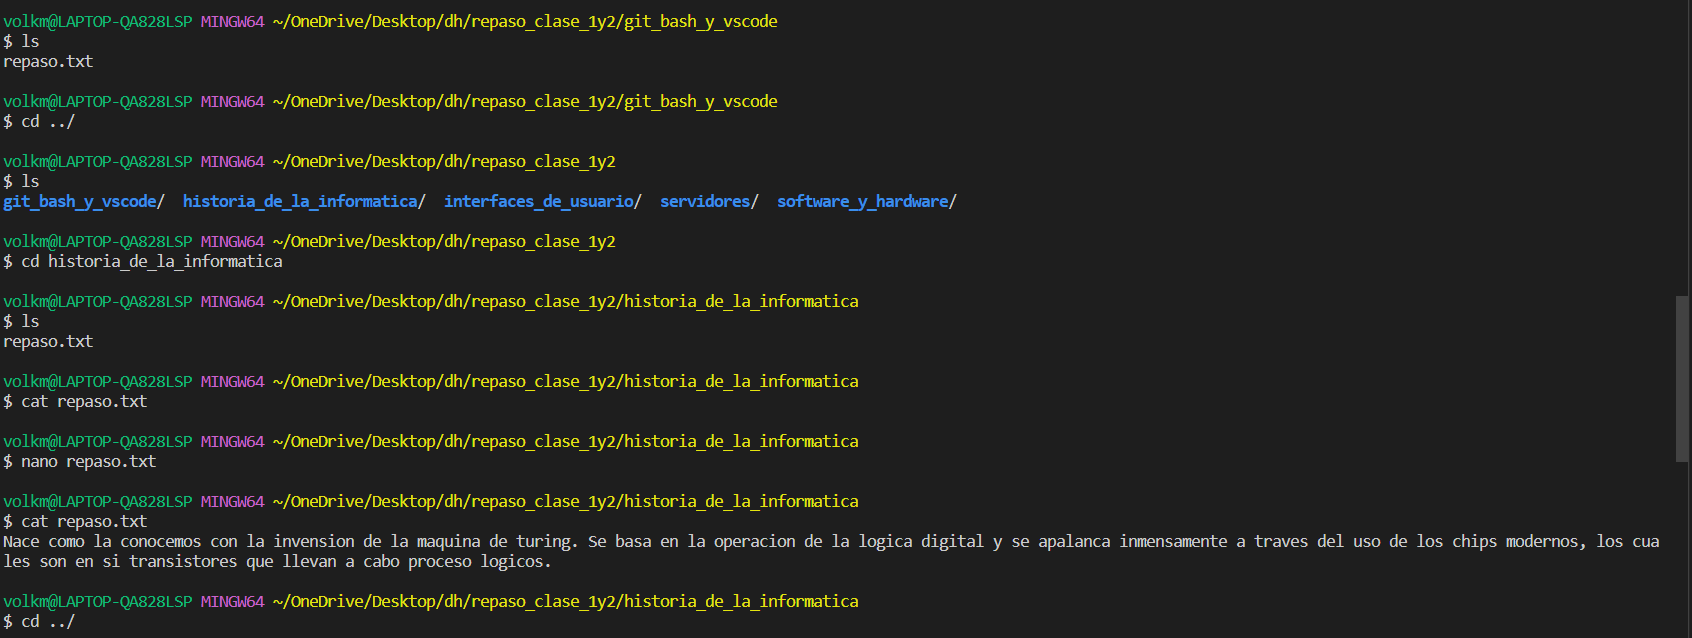 volkm@LAPTOP-QA828LSP MINGW64 ~/OneDrive/Desktop/dh/repaso_clase_1y2/git_bash_y_vscode
$ ls
repaso.txt
volkm@LAPTOP-QA828LSP MINGW64 ~/OneDrive/Desktop/dh/repaso_clase_1y2/git_bash_y_vscode
$ cd ../
volkm@LAPTOP-QA828LSP MINGW64 ~/OneDrive/Desktop/dh/repaso_clase_1y2
$ ls
git_bash_y_vscode/  historia_de_la_informatica/  interfaces_de_usuario/  servidores/  software_y_hardware/
volkm@LAPTOP-QA828LSP MINGW64 ~/OneDrive/Desktop/dh/repaso_clase_1y2
$ cd historia_de_la_informatica
volkm@LAPTOP-QA828LSP MINGW64 ~/OneDrive/Desktop/dh/repaso_clase_1y2/historia_de_la_informatica
$ ls
repaso.txt
volkm@LAPTOP-QA828LSP MINGW64 ~/OneDrive/Desktop/dh/repaso_clase_1y2/historia_de_la_informatica
$ cat repaso.txt
volkm@LAPTOP-QA828LSP MINGW64 ~/OneDrive/Desktop/dh/repaso_clase_1y2/historia_de_la_informatica
$ nano repaso.txt
volkm@LAPTOP-QA828LSP MINGW64 ~/OneDrive/Desktop/dh/repaso_clase_1y2/historia_de_la_informatica
$ cat repaso.txt
Nace como la conocemos con la invension de la maquina de turing. Se basa en la operacion de la logica digital y se apalanca inmensamente a traves del uso de los chips modernos, los cua
les son en si transistores que llevan a cabo proceso logicos.
volkm@LAPTOP-QA828LSP MINGW64 ~/OneDrive/Desktop/dh/repaso_clase_1y2/historia_de_la_informatica
$ cd ../